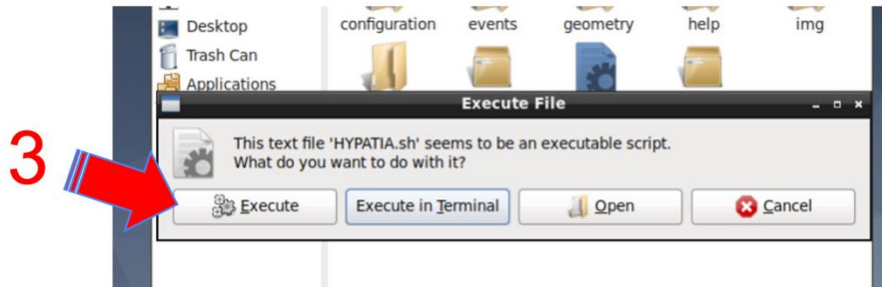 Desktop
Trash Can
Applications
configuration events geometry help img
Execute File
This text file 'HYPATIA.sh' seems to be an executable script.
What do you want to do with it?
Execute Execute in Terminal Open Cancel
3